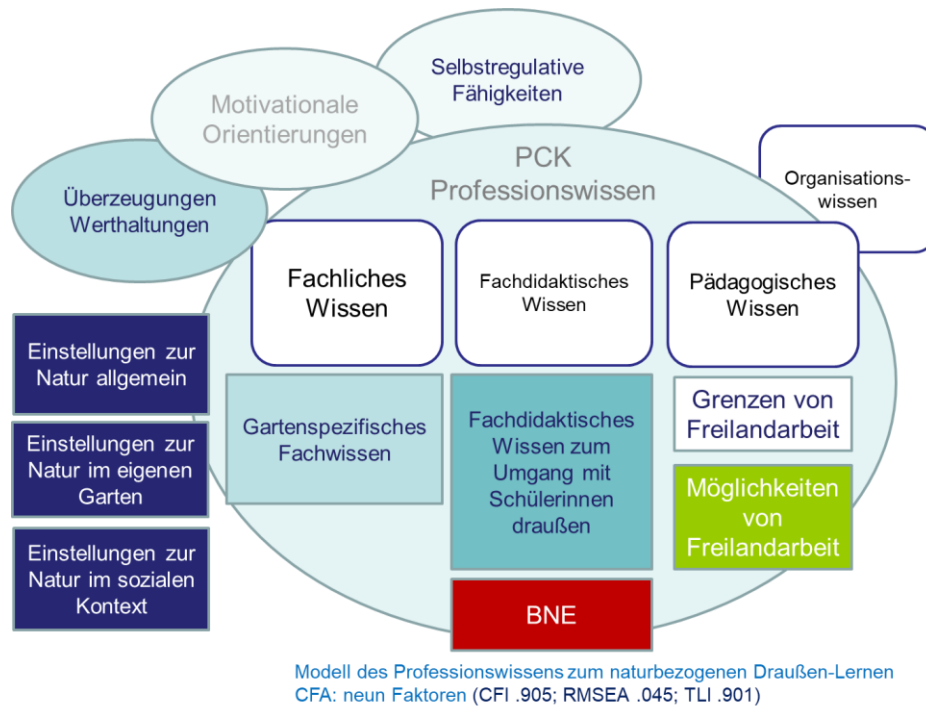 Selbstregulative
Fähigkeiten
Motivationale
Orientierungen
PCK
Professionswissen
Organisations-
wissen
Überzeugungen
Werthaltungen
Fachliches
Wissen
Fachdidaktisches
Wissen
Pädagogisches
Wissen
Einstellungen zur
Natur allgemein
Einstellungen zur
Natur im eigenen
Garten
Einstellungen zur
Natur im sozialen
Kontext
Gartenspezifisches
Fachwissen
Fachdidaktisches
Wissen zum
Umgang mit
Schülerinnen
draußen
BNE
Grenzen von
Freilandarbeit
Möglichkeiten
von
Freilandarbeit
Modell des Professionswissens zum naturbezogenen Draußen-Lernen
CFA: neun Faktoren (CFI .905; RMSEA .045; TLI .901)